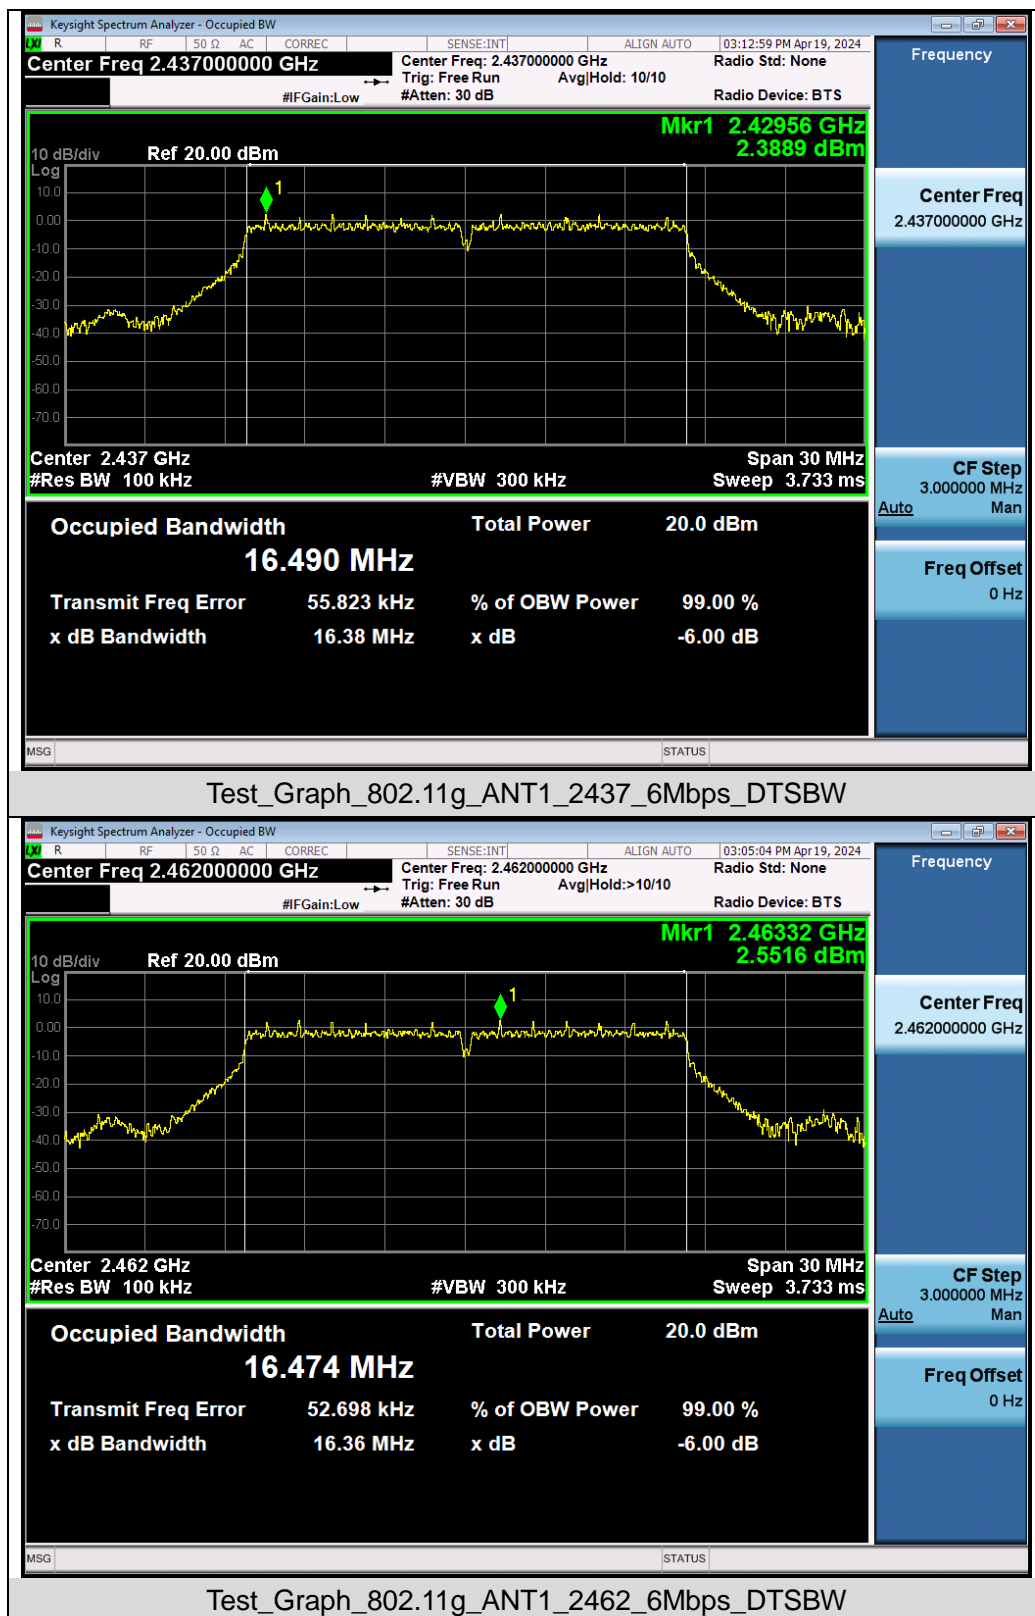 Keysight Spectrum Analyzer - Occupied BW
LXI R RF 50 Ω AC CORREC SENSE:INT ALIGN AUTO 03:12:59 PM Apr 19, 2024
Center Freq 2.437000000 GHz
Center Freq: 2.437000000 GHz Radio Std: None
Trig: Free Run Avg|Hold: 10/10
#IFGain:Low #Atten: 30 dB Radio Device: BTS
Frequency
Mkr1 2.42956 GHz
2.3889 dBm
10 dB/div Ref 20.00 dBm
Log
1
10.0
0.00
-10.0
-20.0
-30.0
-40.0
-50.0
-60.0
-70.0
Center Freq
2.437000000 GHz
Center 2.437 GHz Span 30 MHz
#Res BW 100 kHz #VBW 300 kHz Sweep 3.733 ms
CF Step
3.000000 MHz
Auto Man
Occupied Bandwidth Total Power 20.0 dBm
16.490 MHz
Transmit Freq Error 55.823 kHz % of OBW Power 99.00 %
x dB Bandwidth 16.38 MHz x dB -6.00 dB
Freq Offset
0 Hz
MSG STATUS
Test_Graph_802.11g_ANT1_2437_6Mbps_DTSBW
Keysight Spectrum Analyzer - Occupied BW
LXI R RF 50 Ω AC CORREC SENSE:INT ALIGN AUTO 03:05:04 PM Apr 19, 2024
Center Freq 2.462000000 GHz
Center Freq: 2.462000000 GHz Radio Std: None
Trig: Free Run Avg|Hold:>10/10
#IFGain:Low #Atten: 30 dB Radio Device: BTS
Frequency
Mkr1 2.46332 GHz
2.5516 dBm
10 dB/div Ref 20.00 dBm
Log
1
10.0
0.00
-10.0
-20.0
-30.0
-40.0
-50.0
-60.0
-70.0
Center Freq
2.462000000 GHz
Center 2.462 GHz Span 30 MHz
#Res BW 100 kHz #VBW 300 kHz Sweep 3.733 ms
CF Step
3.000000 MHz
Auto Man
Occupied Bandwidth Total Power 20.0 dBm
16.474 MHz
Transmit Freq Error 52.698 kHz % of OBW Power 99.00 %
x dB Bandwidth 16.36 MHz x dB -6.00 dB
Freq Offset
0 Hz
MSG STATUS
Test_Graph_802.11g_ANT1_2462_6Mbps_DTSBW